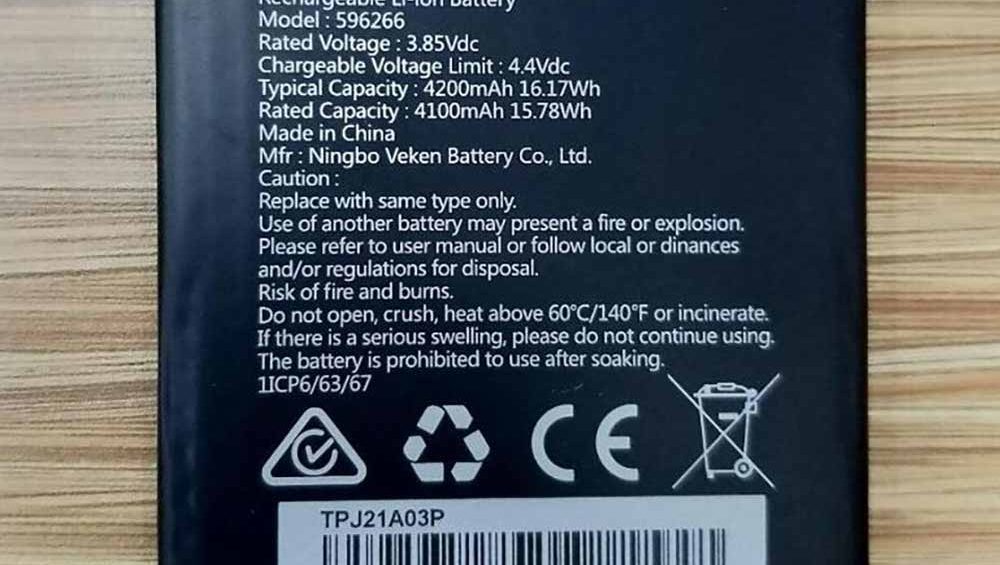 Rechargeable Li-ion Battery
Model : 596266
Rated Voltage : 3.85Vdc
Chargeable Voltage Limit : 4.4Vdc
Typical Capacity : 4200mAh 16.17Wh
Rated Capacity : 4100mAh 15.78Wh
Made in China
Mfr : Ningbo Veken Battery Co., Ltd.
Caution :
Replace with same type only.
Use of another battery may present a fire or explosion.
Please refer to user manual or follow local or dinances
and/or regulations for disposal.
Risk of fire and burns.
Do not open, crush, heat above 60°C/140°F or incinerate.
If there is a serious swelling, please do not continue using.
The battery is prohibited to use after soaking.
1ICP6/63/67
CE
TPJ21A03P